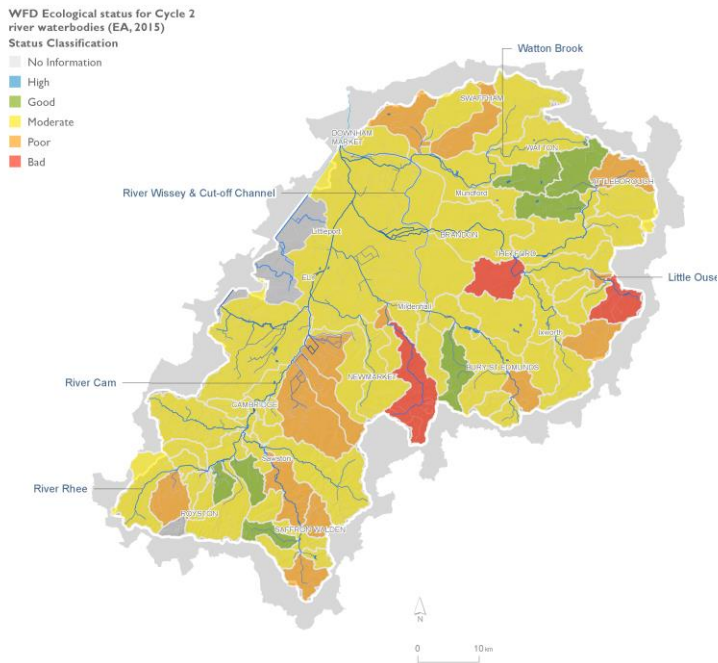 WFD Ecological status for Cycle 2
river waterbodies (EA, 2015)
Status Classification
No Information
High
Good
Moderate
Poor
Bad
Watton Brook
SWAFFHAM
DOWNHAM
MARKET
WATTON
ATTLEBOROUGH
River Wissey & Cut-off Channel
Mundford
Littleport
BRANDON
THETFORD
ELY
Little Ouse
Mildenhall
Ixworth
BURY ST EDMUNDS
NEWMARKET
River Cam
CAMBRIDGE
Sawston
River Rhee
ROYSTON
SAFFRON WALDEN
N
0
10 km